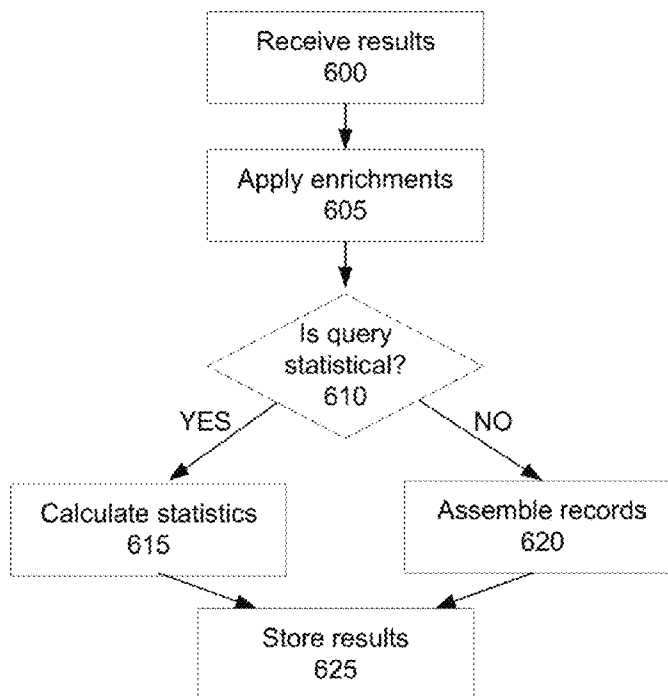 Receive results
600
Apply enrichments
605
Is query
statistical?
610
YES
NO
Calculate statistics
615
Assemble records
620
Store results
625